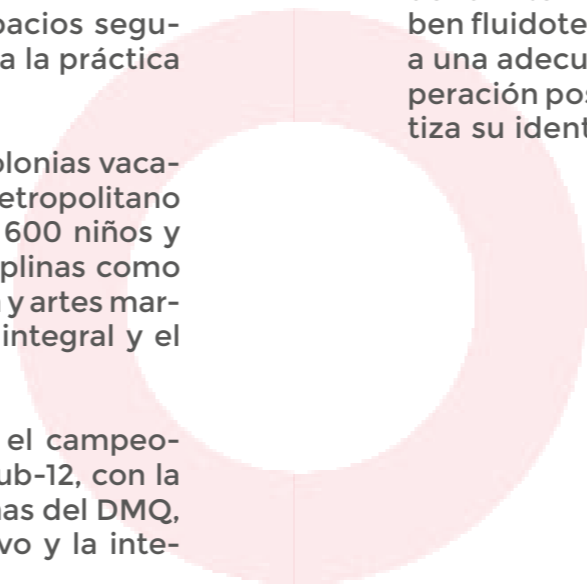 pacios segu-
a la práctica
olonias vaca-
etropolitano
600 niños y
plinas como
y artes mar-
integral y el
el campeo-
ub-12, con la
as del DMQ,
vo y la inte-
ben fluidote
a una adecu
peración pos
tiza su ident